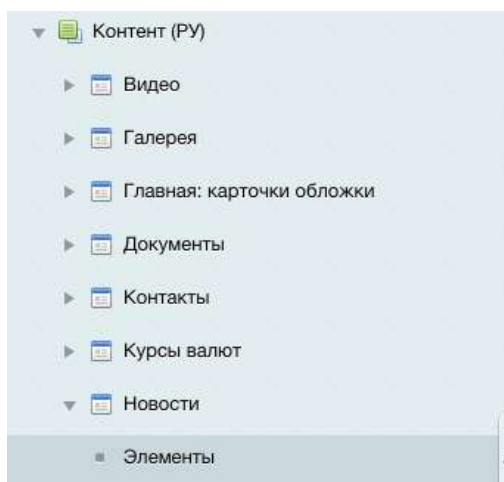 Контент (РУ)
Видео
Галерея
Главная: карточки обложки
Документы
Контакты
Курсы валют
Новости
Элементы